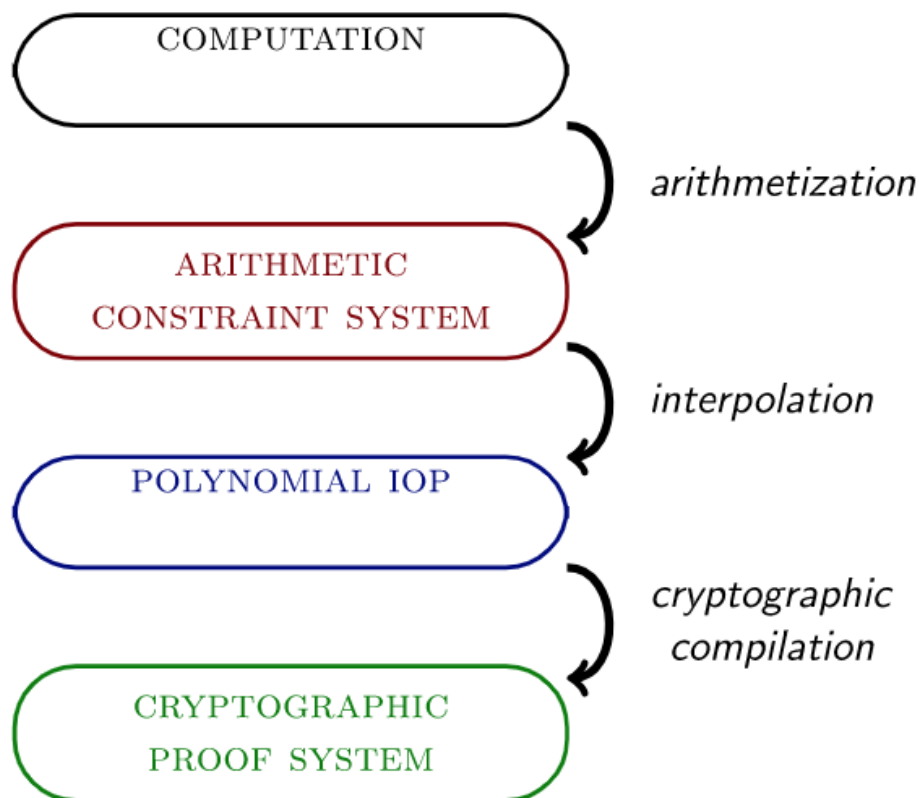 COMPUTATION
arithmetization
ARITHMETIC
CONSTRAINT SYSTEM
interpolation
POLYNOMIAL IOP
cryptographic
compilation
CRYPTOGRAPHIC
PROOF SYSTEM